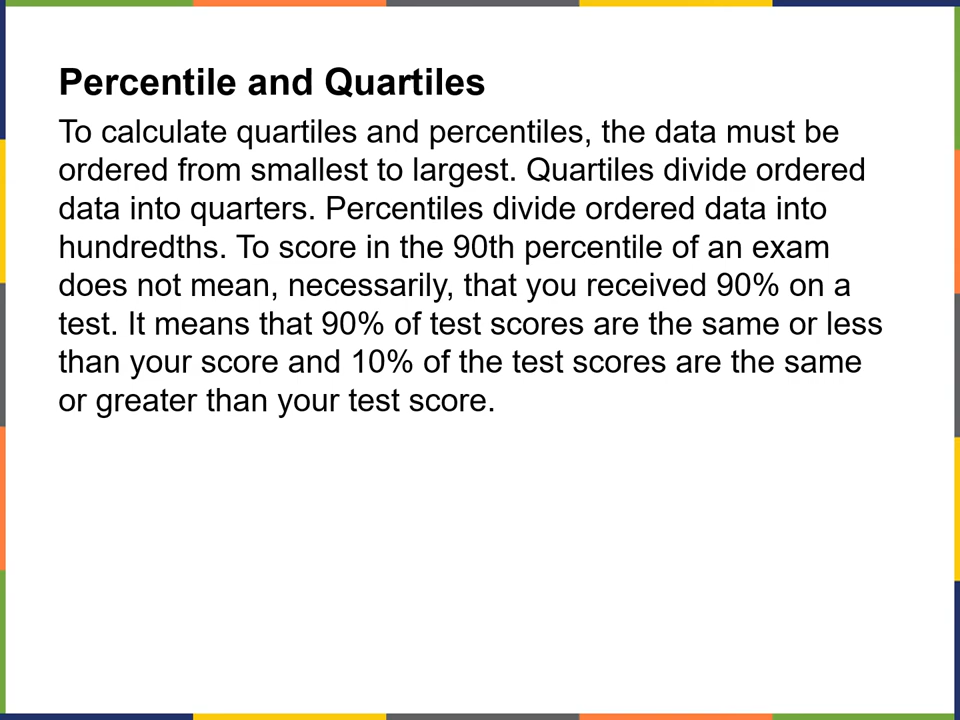 Percentile and Quartiles
To calculate quartiles and percentiles, the data must be
ordered from smallest to largest. Quartiles divide ordered
data into quarters. Percentiles divide ordered data into
hundredths. To score in the 90th percentile of an exam
does not mean, necessarily, that you received 90% on a
test. It means that 90% of test scores are the same or less
than your score and 10% of the test scores are the same
or greater than your test score.